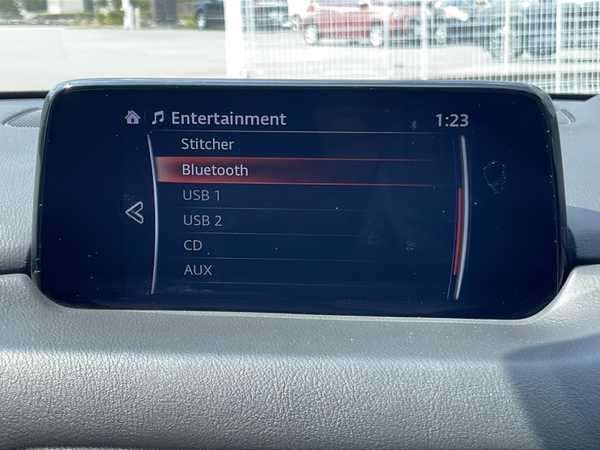 Entertainment 1:23
Stitcher
Bluetooth
USB 1
USB 2
CD
AUX